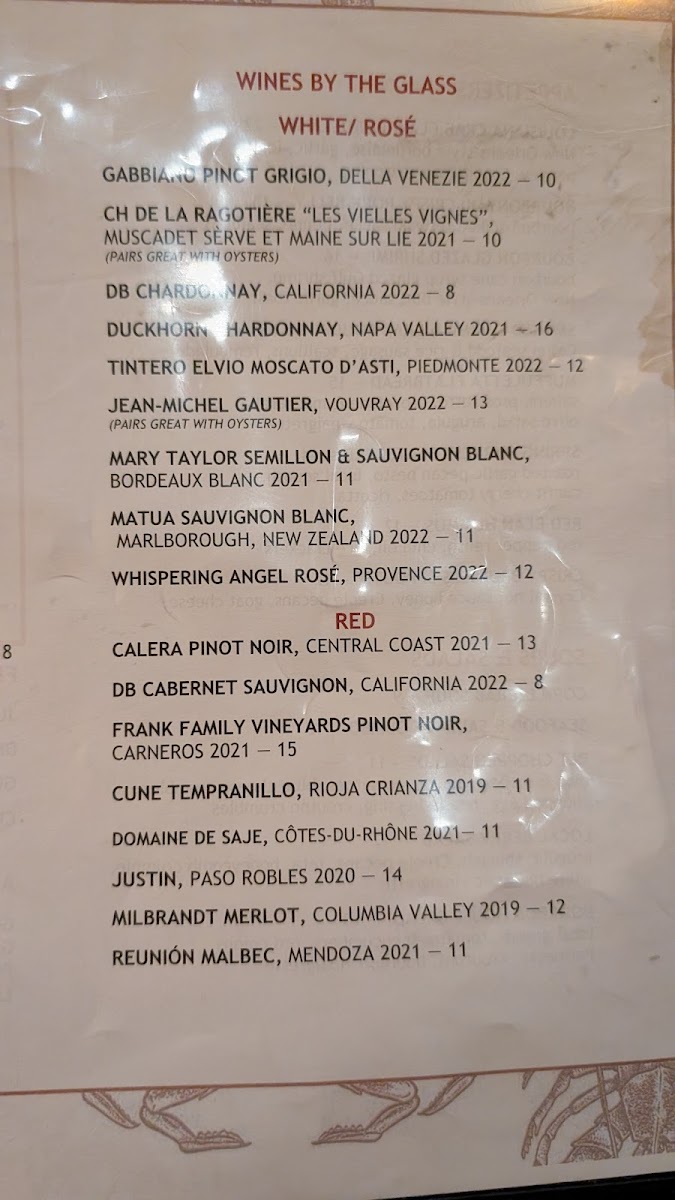 WINES BY THE GLASS
WHITE/ ROSÉ
GABBIANO PINOT GRIGIO, DELLA VENEZIE 2022 – 10
CH DE LA RAGOTIÈRE “LES VIELLES VIGNES”,
MUSCADET SÈRVE ET MAINE SUR LIE 2021 – 10
(PAIRS GREAT WITH OYSTERS)
DB CHARDONNAY, CALIFORNIA 2022 – 8
DUCKHORN HARDONNAY, NAPA VALLEY 2021 – 16
TINTERO ELVIO MOSCATO D’ASTI, PIEDMONTE 2022 – 12
JEAN-MICHEL GAUTIER, VOUVRAY 2022 – 13
(PAIRS GREAT WITH OYSTERS)
MARY TAYLOR SEMILLON & SAUVIGNON BLANC,
BORDEAUX BLANC 2021 – 11
MATUA SAUVIGNON BLANC,
MARLBOROUGH, NEW ZEALAND 2022 – 11
WHISPERING ANGEL ROSÉ, PROVENCE 2022 – 12
RED
8
CALERA PINOT NOIR, CENTRAL COAST 2021 – 13
DB CABERNET SAUVIGNON, CALIFORNIA 2022 – 8
FRANK FAMILY VINEYARDS PINOT NOIR,
CARNEROS 2021 – 15
CUNE TEMPRANILLO, RIOJA CRIANZA 2019 – 11
DOMAINE DE SAJE, CÔTES-DU-RHÔNE 2021– 11
JUSTIN, PASO ROBLES 2020 – 14
MILBRANDT MERLOT, COLUMBIA VALLEY 2019 – 12
REUNIÓN MALBEC, MENDOZA 2021 – 11